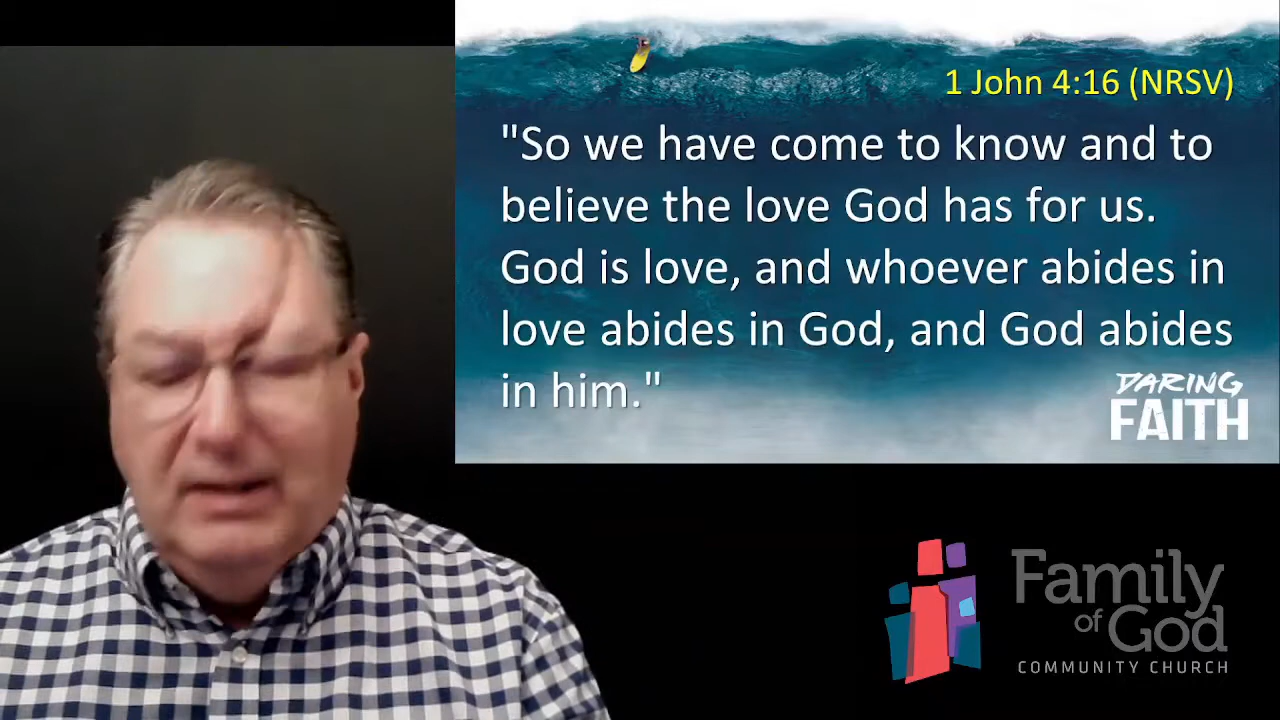 1 John 4:16 (NRSV)
"So we have come to know and to
believe the love God has for us.
God is love, and whoever abides in
love abides in God, and God abides
in him."
DARING
FAITH
Family
of God
COMMUNITY CHURCH